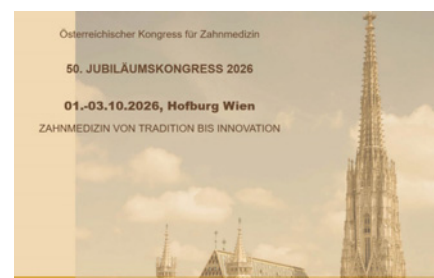 Österreichischer Kongress für Zahnmedizin
50. JUBILÄUMSKONGRESS 2026
01.-03.10.2026, Hofburg Wien
ZAHNMEDIZIN VON TRADITION BIS INNOVATION